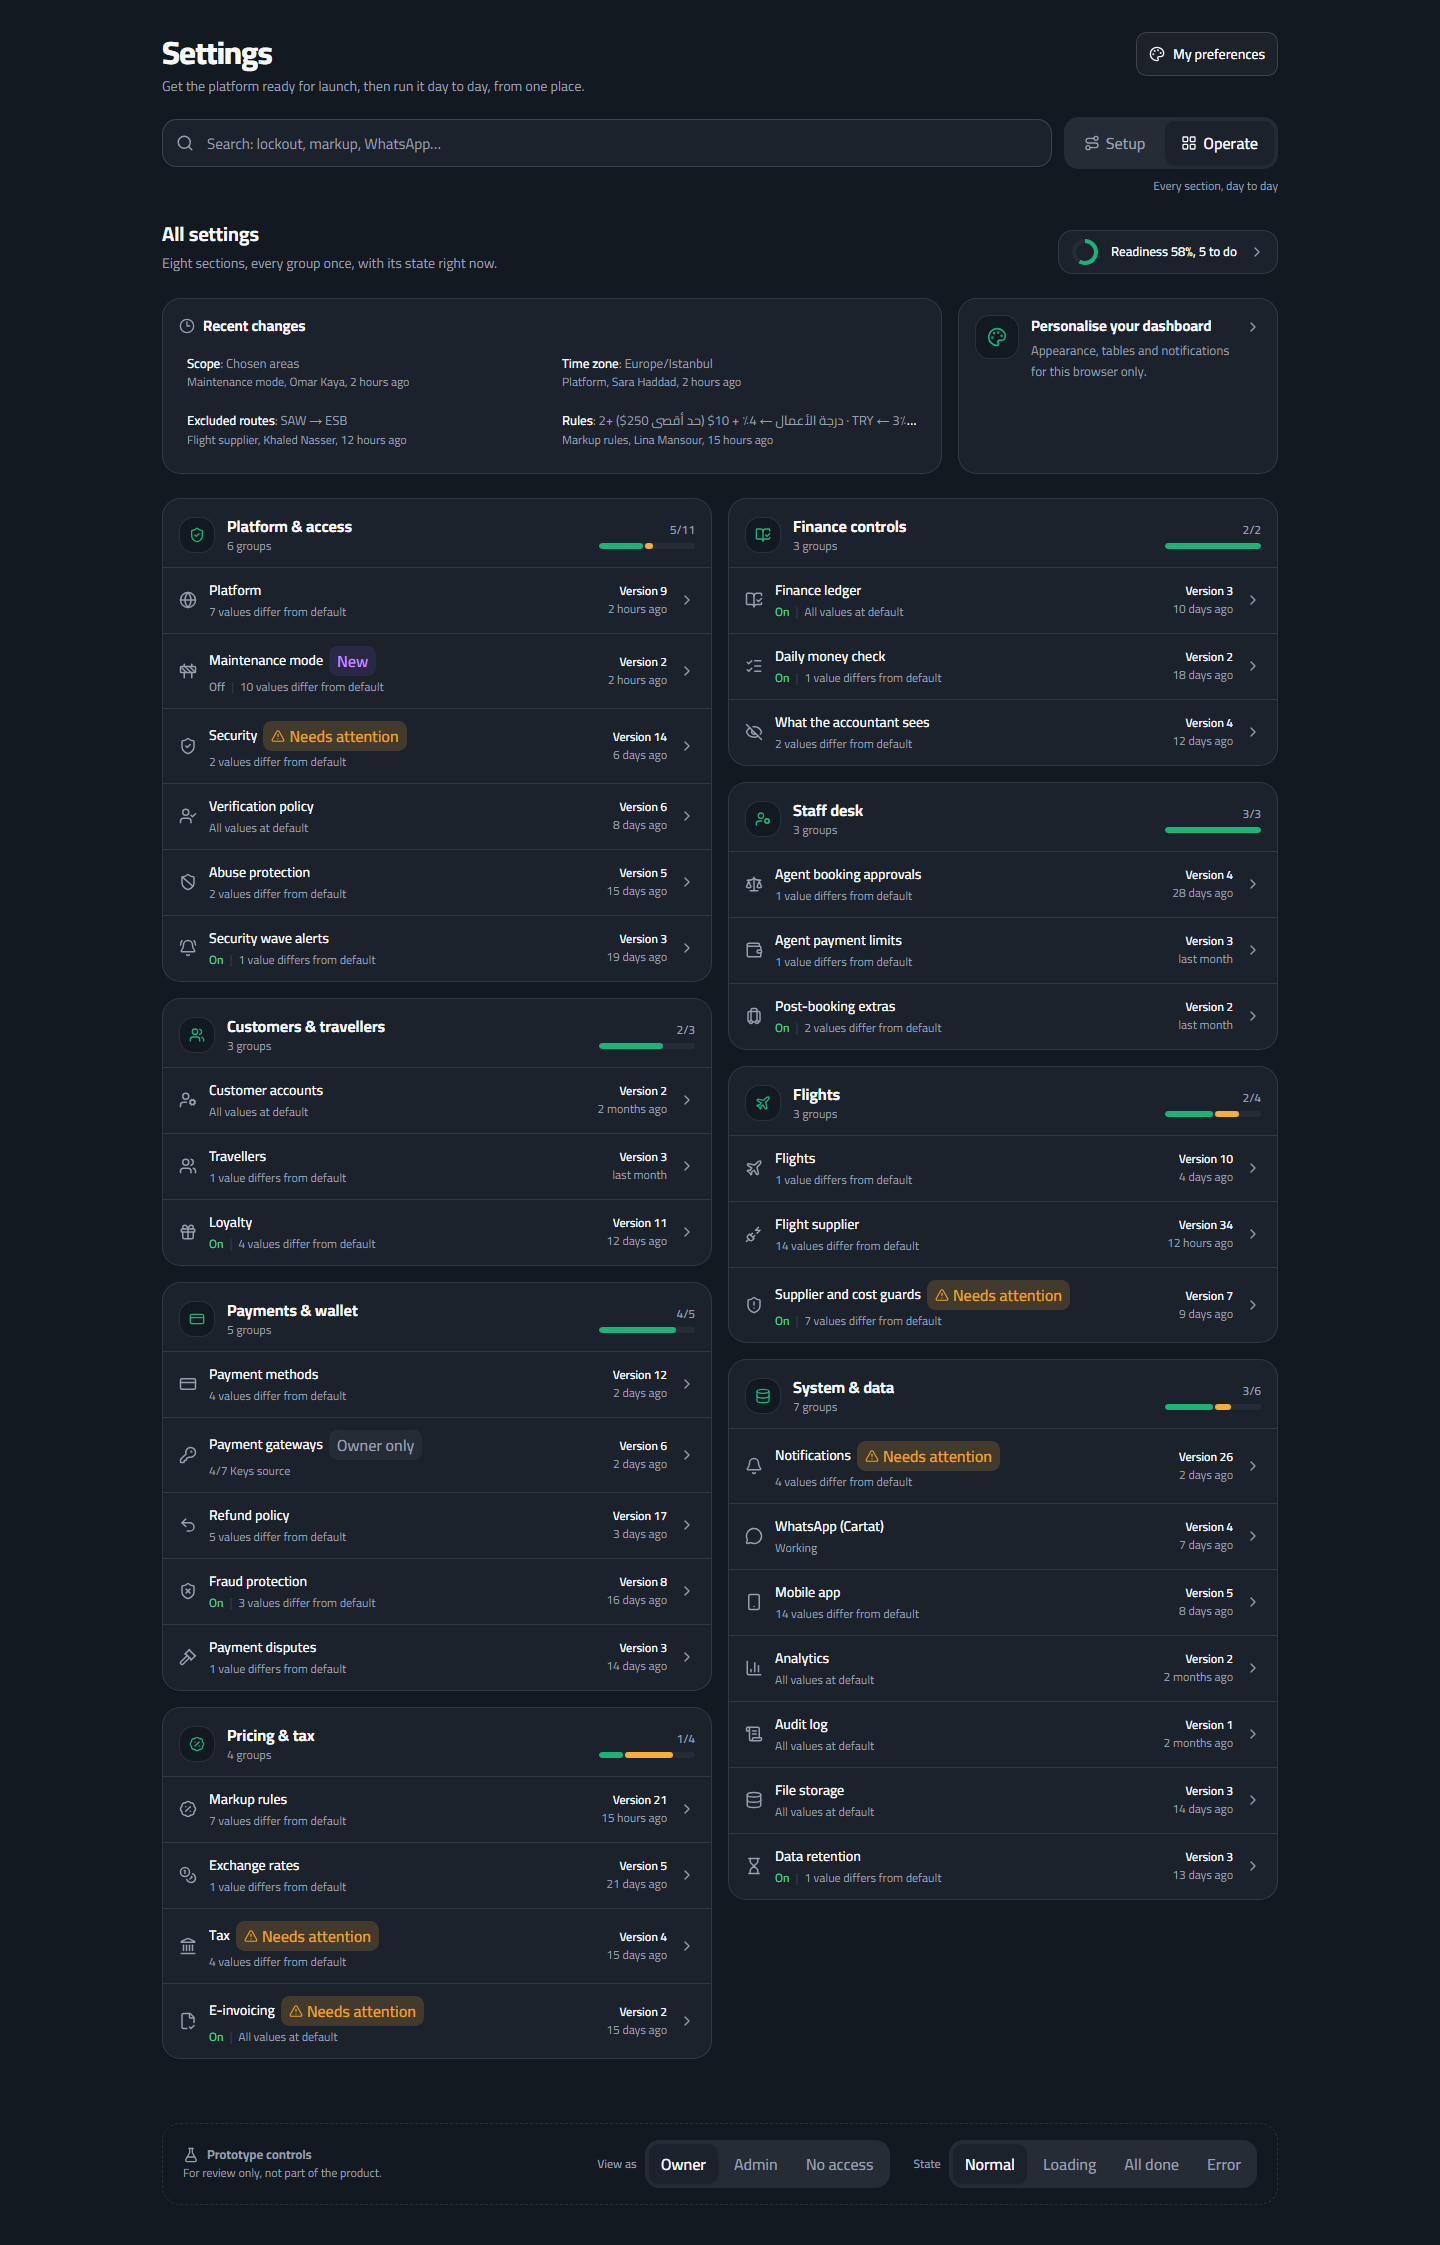 Settings
My preferences
Get the platform ready for launch, then run it day to day, from one place.
Search: lockout, markup, WhatsApp...
Setup
Operate
Every section, day to day
All settings
Eight sections, every group once, with its state right now.
Readiness 58%, 5 to do
Recent changes
Scope: Chosen areas
Maintenance mode, Omar Kaya, 2 hours ago
Time zone: Europe/Istanbul
Platform, Sara Haddad, 2 hours ago
Excluded routes: SAW → ESB
Flight supplier, Khaled Nasser, 12 hours ago
Rules: 2+ درجة الأعمال ← 4٪ + $10 (حد أقصى $250) · TRY ← 3٪...
Markup rules, Lina Mansour, 15 hours ago
Personalise your dashboard
Appearance, tables and notifications
for this browser only.
Platform & access
6 groups
5/11
Platform
7 values differ from default
Version 9
2 hours ago
Maintenance mode New
Off | 10 values differ from default
Version 2
2 hours ago
Security Needs attention
2 values differ from default
Version 14
6 days ago
Verification policy
All values at default
Version 6
8 days ago
Abuse protection
2 values differ from default
Version 5
15 days ago
Security wave alerts
On | 1 value differs from default
Version 3
19 days ago
Customers & travellers
3 groups
2/3
Customer accounts
All values at default
Version 2
2 months ago
Travellers
1 value differs from default
Version 3
last month
Loyalty
On | 4 values differ from default
Version 11
12 days ago
Payments & wallet
5 groups
4/5
Payment methods
4 values differ from default
Version 12
2 days ago
Payment gateways Owner only
4/7 Keys source
Version 6
2 days ago
Refund policy
5 values differ from default
Version 17
3 days ago
Fraud protection
On | 3 values differ from default
Version 8
16 days ago
Payment disputes
1 value differs from default
Version 3
14 days ago
Pricing & tax
4 groups
1/4
Markup rules
7 values differ from default
Version 21
15 hours ago
Exchange rates
1 value differs from default
Version 5
21 days ago
Tax Needs attention
4 values differ from default
Version 4
15 days ago
E-invoicing Needs attention
On | All values at default
Version 2
15 days ago
Finance controls
3 groups
2/2
Finance ledger
On | All values at default
Version 3
10 days ago
Daily money check
On | 1 value differs from default
Version 2
18 days ago
What the accountant sees
2 values differ from default
Version 4
12 days ago
Staff desk
3 groups
3/3
Agent booking approvals
1 value differs from default
Version 4
28 days ago
Agent payment limits
1 value differs from default
Version 3
last month
Post-booking extras
On | 2 values differ from default
Version 2
last month
Flights
3 groups
2/4
Flights
1 value differs from default
Version 10
4 days ago
Flight supplier
14 values differ from default
Version 34
12 hours ago
Supplier and cost guards Needs attention
On | 7 values differ from default
Version 7
9 days ago
System & data
7 groups
3/6
Notifications Needs attention
4 values differ from default
Version 26
2 days ago
WhatsApp (Cartat)
Working
Version 4
7 days ago
Mobile app
14 values differ from default
Version 5
8 days ago
Analytics
All values at default
Version 2
2 months ago
Audit log
All values at default
Version 1
2 months ago
File storage
All values at default
Version 3
14 days ago
Data retention
On | 1 value differs from default
Version 3
13 days ago
Prototype controls
For review only, not part of the product.
View as
Owner
Admin
No access
State
Normal
Loading
All done
Error